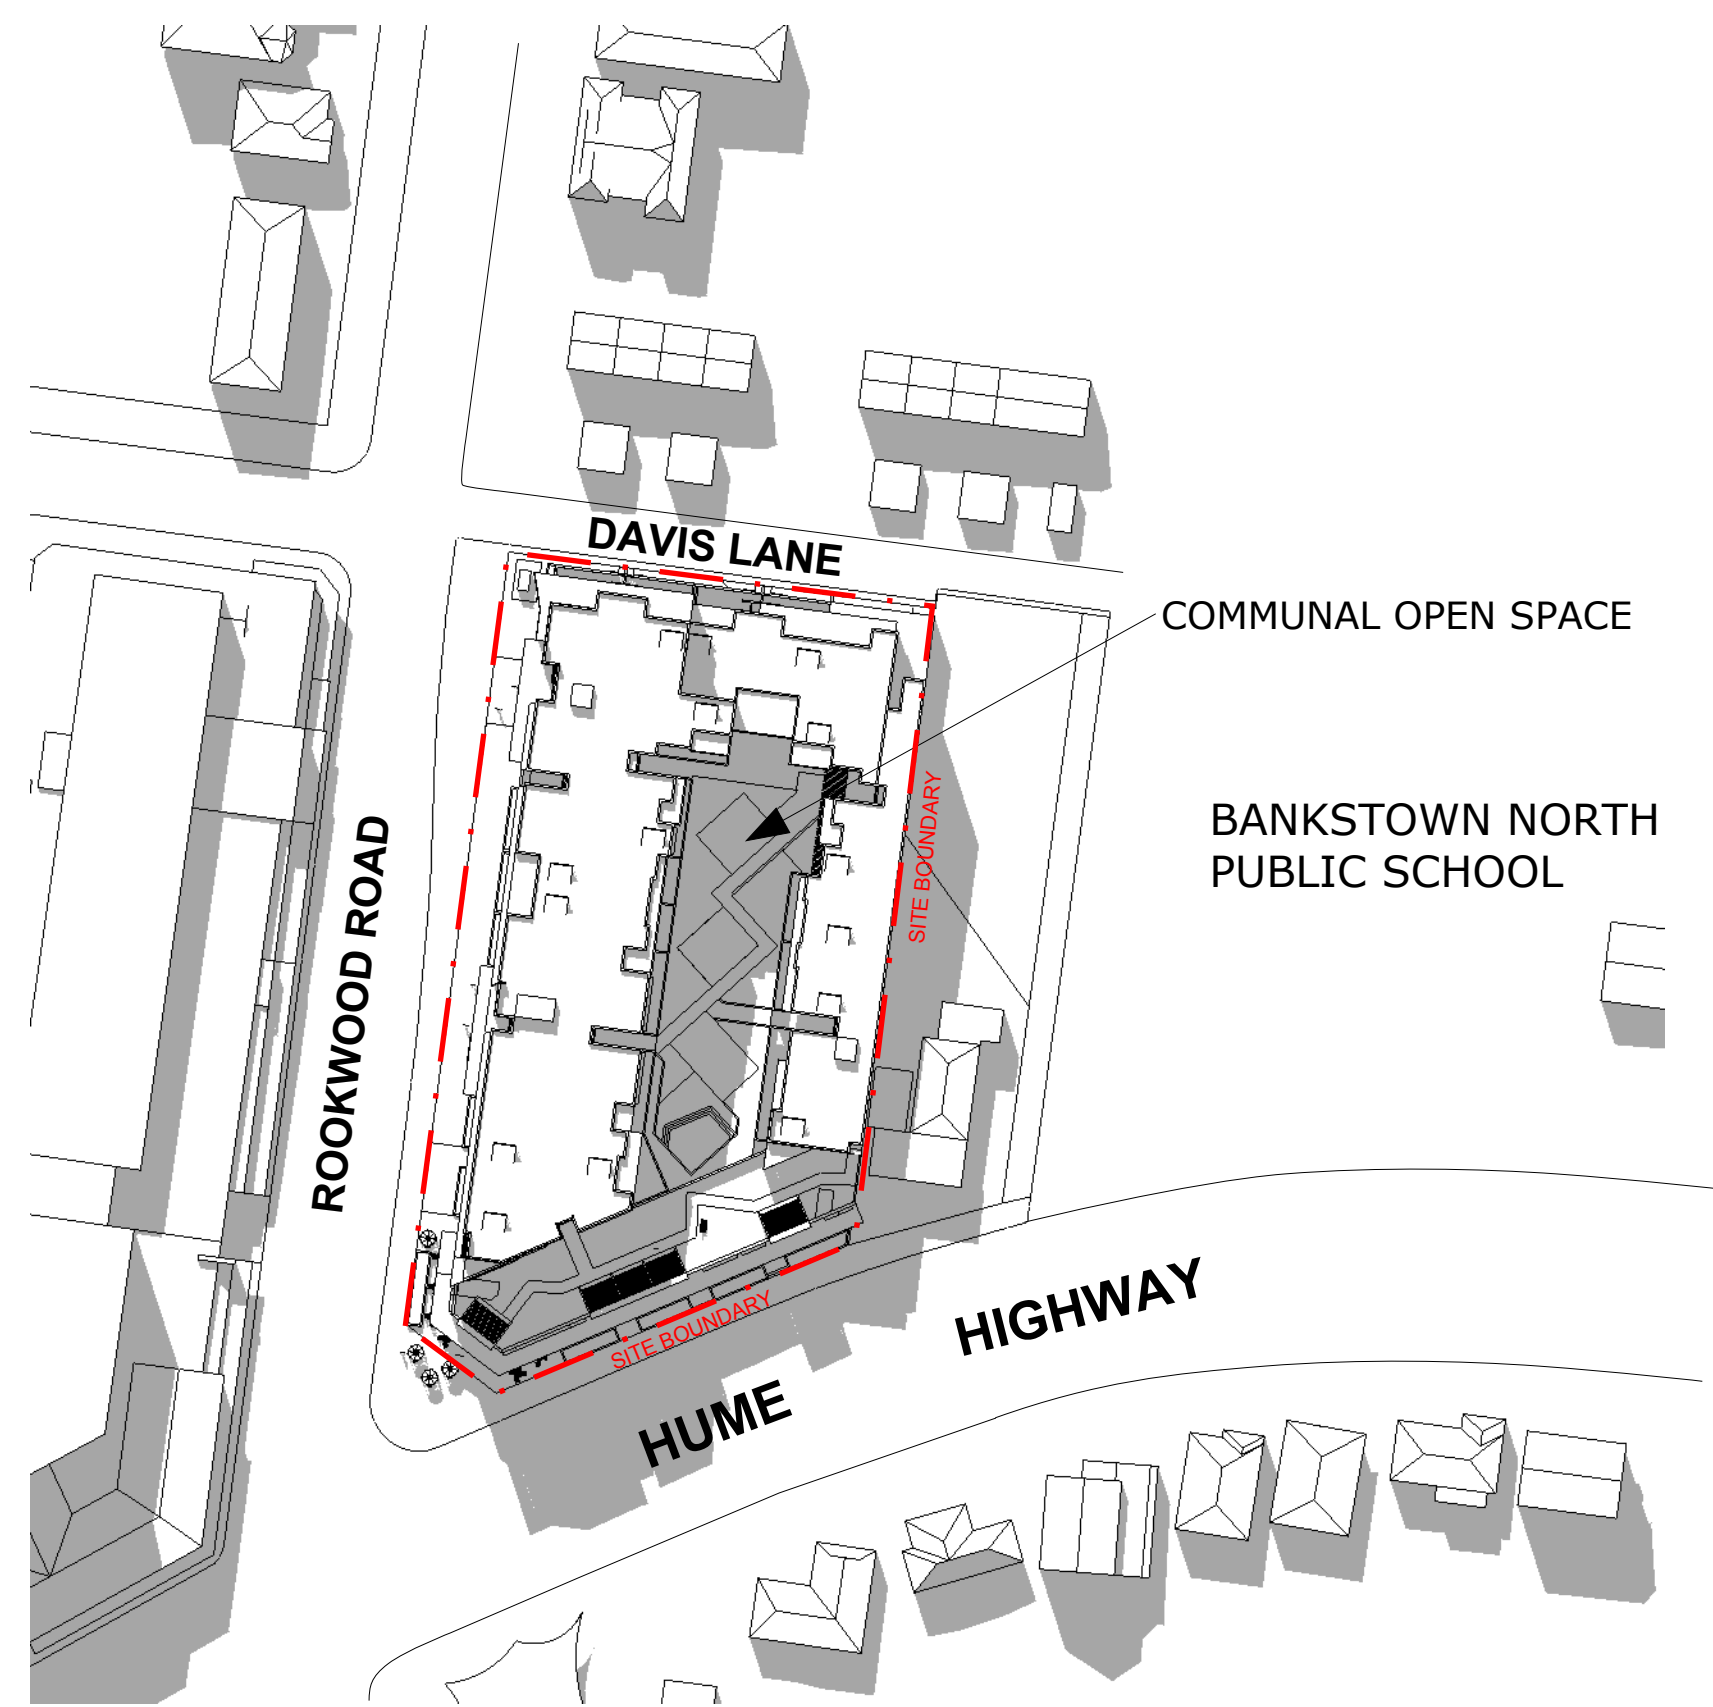 DAVIS LANE
COMMUNAL OPEN SPACE
SITE BOUNDARY
BANKSTOWN NORTH
PUBLIC SCHOOL
ROOKWOOD ROAD
SITE BOUNDARY
HUME HIGHWAY